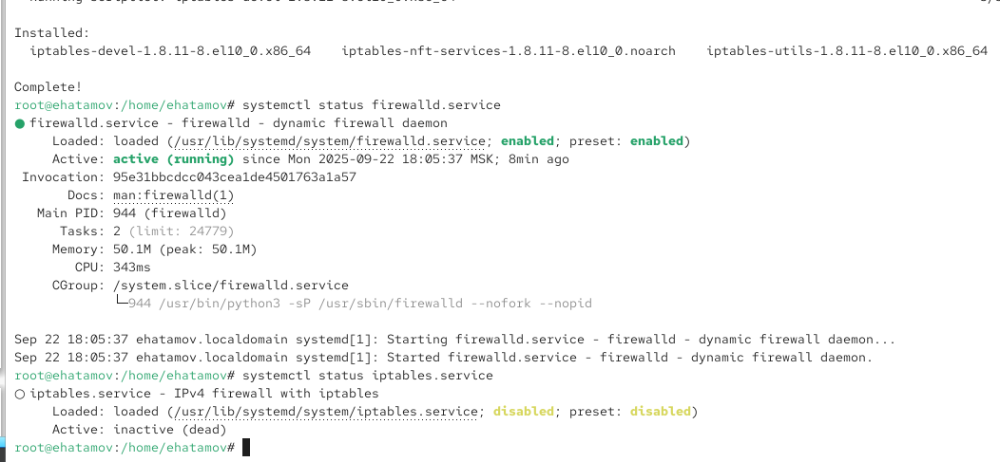 Installed:
iptables-devel-1.8.11-8.el10_0.x86_64    iptables-nft-services-1.8.11-8.el10_0.noarch    iptables-utils-1.8.11-8.el10_0.x86_64
Complete!
root@ehatamov:/home/ehatamov# systemctl status firewalld.service
● firewalld.service - firewalld - dynamic firewall daemon
     Loaded: loaded (/usr/lib/systemd/system/firewalld.service; enabled; preset: enabled)
     Active: active (running) since Mon 2025-09-22 18:05:37 MSK; 8min ago
 Invocation: 95e31bbcdcc043cea1de4501763a1a57
       Docs: man:firewalld(1)
   Main PID: 944 (firewalld)
      Tasks: 2 (limit: 24779)
     Memory: 50.1M (peak: 50.1M)
        CPU: 343ms
     CGroup: /system.slice/firewalld.service
             └─944 /usr/bin/python3 -sP /usr/sbin/firewalld --nofork --nopid
Sep 22 18:05:37 ehatamov.localdomain systemd[1]: Starting firewalld.service - firewalld - dynamic firewall daemon...
Sep 22 18:05:37 ehatamov.localdomain systemd[1]: Started firewalld.service - firewalld - dynamic firewall daemon.
root@ehatamov:/home/ehatamov# systemctl status iptables.service
○ iptables.service - IPv4 firewall with iptables
     Loaded: loaded (/usr/lib/systemd/system/iptables.service; disabled; preset: disabled)
     Active: inactive (dead)
root@ehatamov:/home/ehatamov#